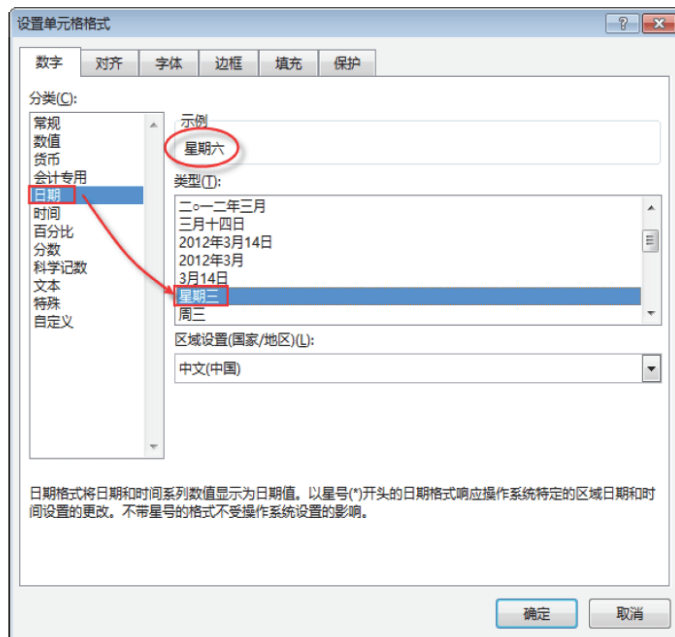 设置单元格格式
数字 对齐 字体 边框 填充 保护
分类(C):
常规
数值
货币
会计专用
日期
时间
百分比
分数
科学记数
文本
特殊
自定义
示例
星期六
类型(T):
二○一二年三月
三月十四日
2012年3月14日
2012年3月
3月14日
星期三
周三
区域设置(国家/地区)(L):
中文(中国)
日期格式将日期和时间系列数值显示为日期值。以星号(*)开头的日期格式响应操作系统特定的区域日期和时
间设置的更改。不带星号的格式不受操作系统设置的影响。
确定 取消